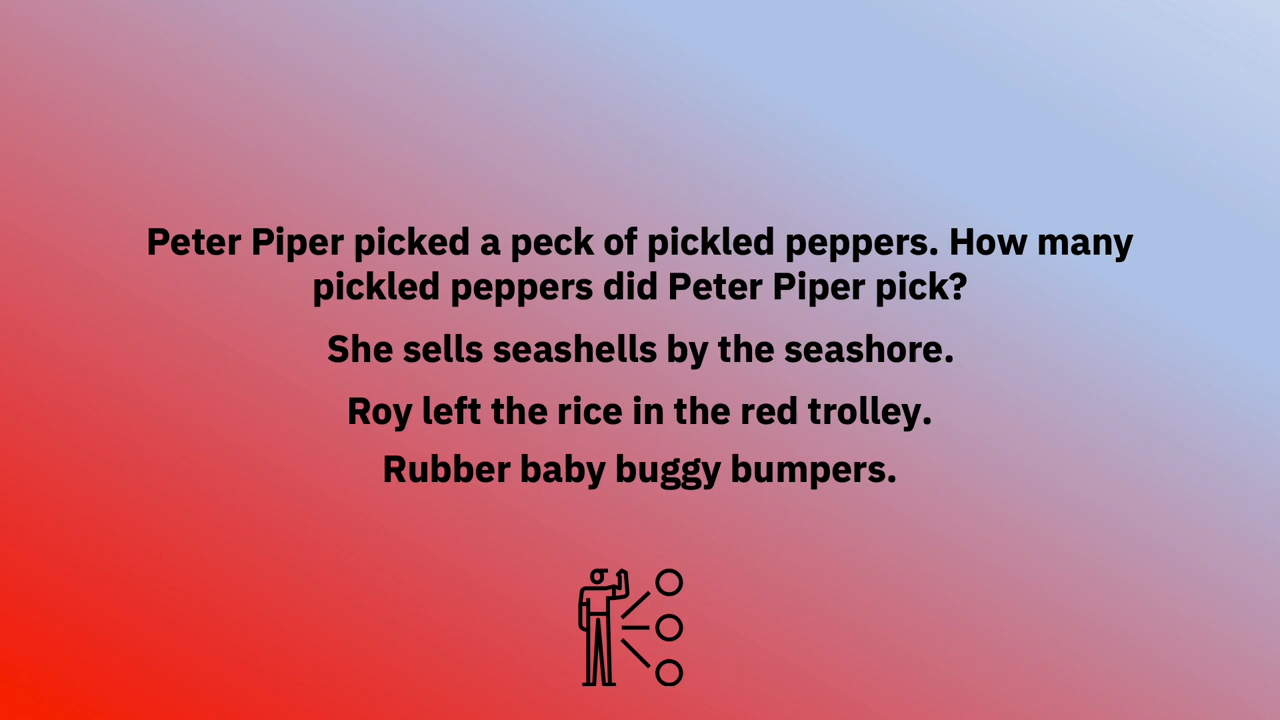 Peter Piper picked a peck of pickled peppers. How many
pickled peppers did Peter Piper pick?
She sells seashells by the seashore.
Roy left the rice in the red trolley.
Rubber baby buggy bumpers.